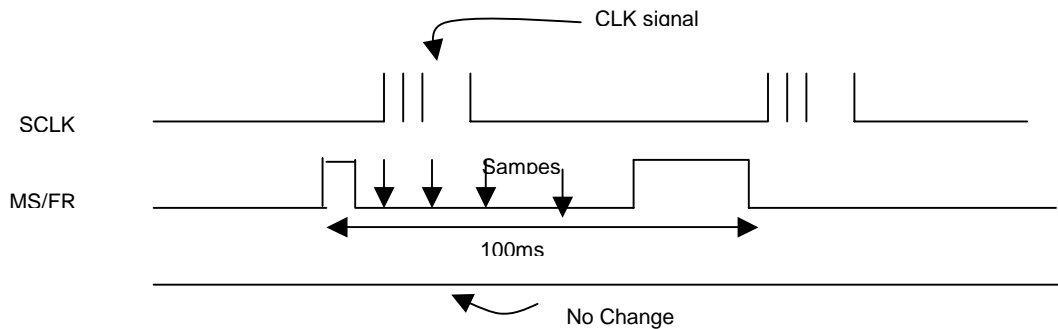 CLK signal
SCLK
Sampes
MS/FR
100ms
No Change